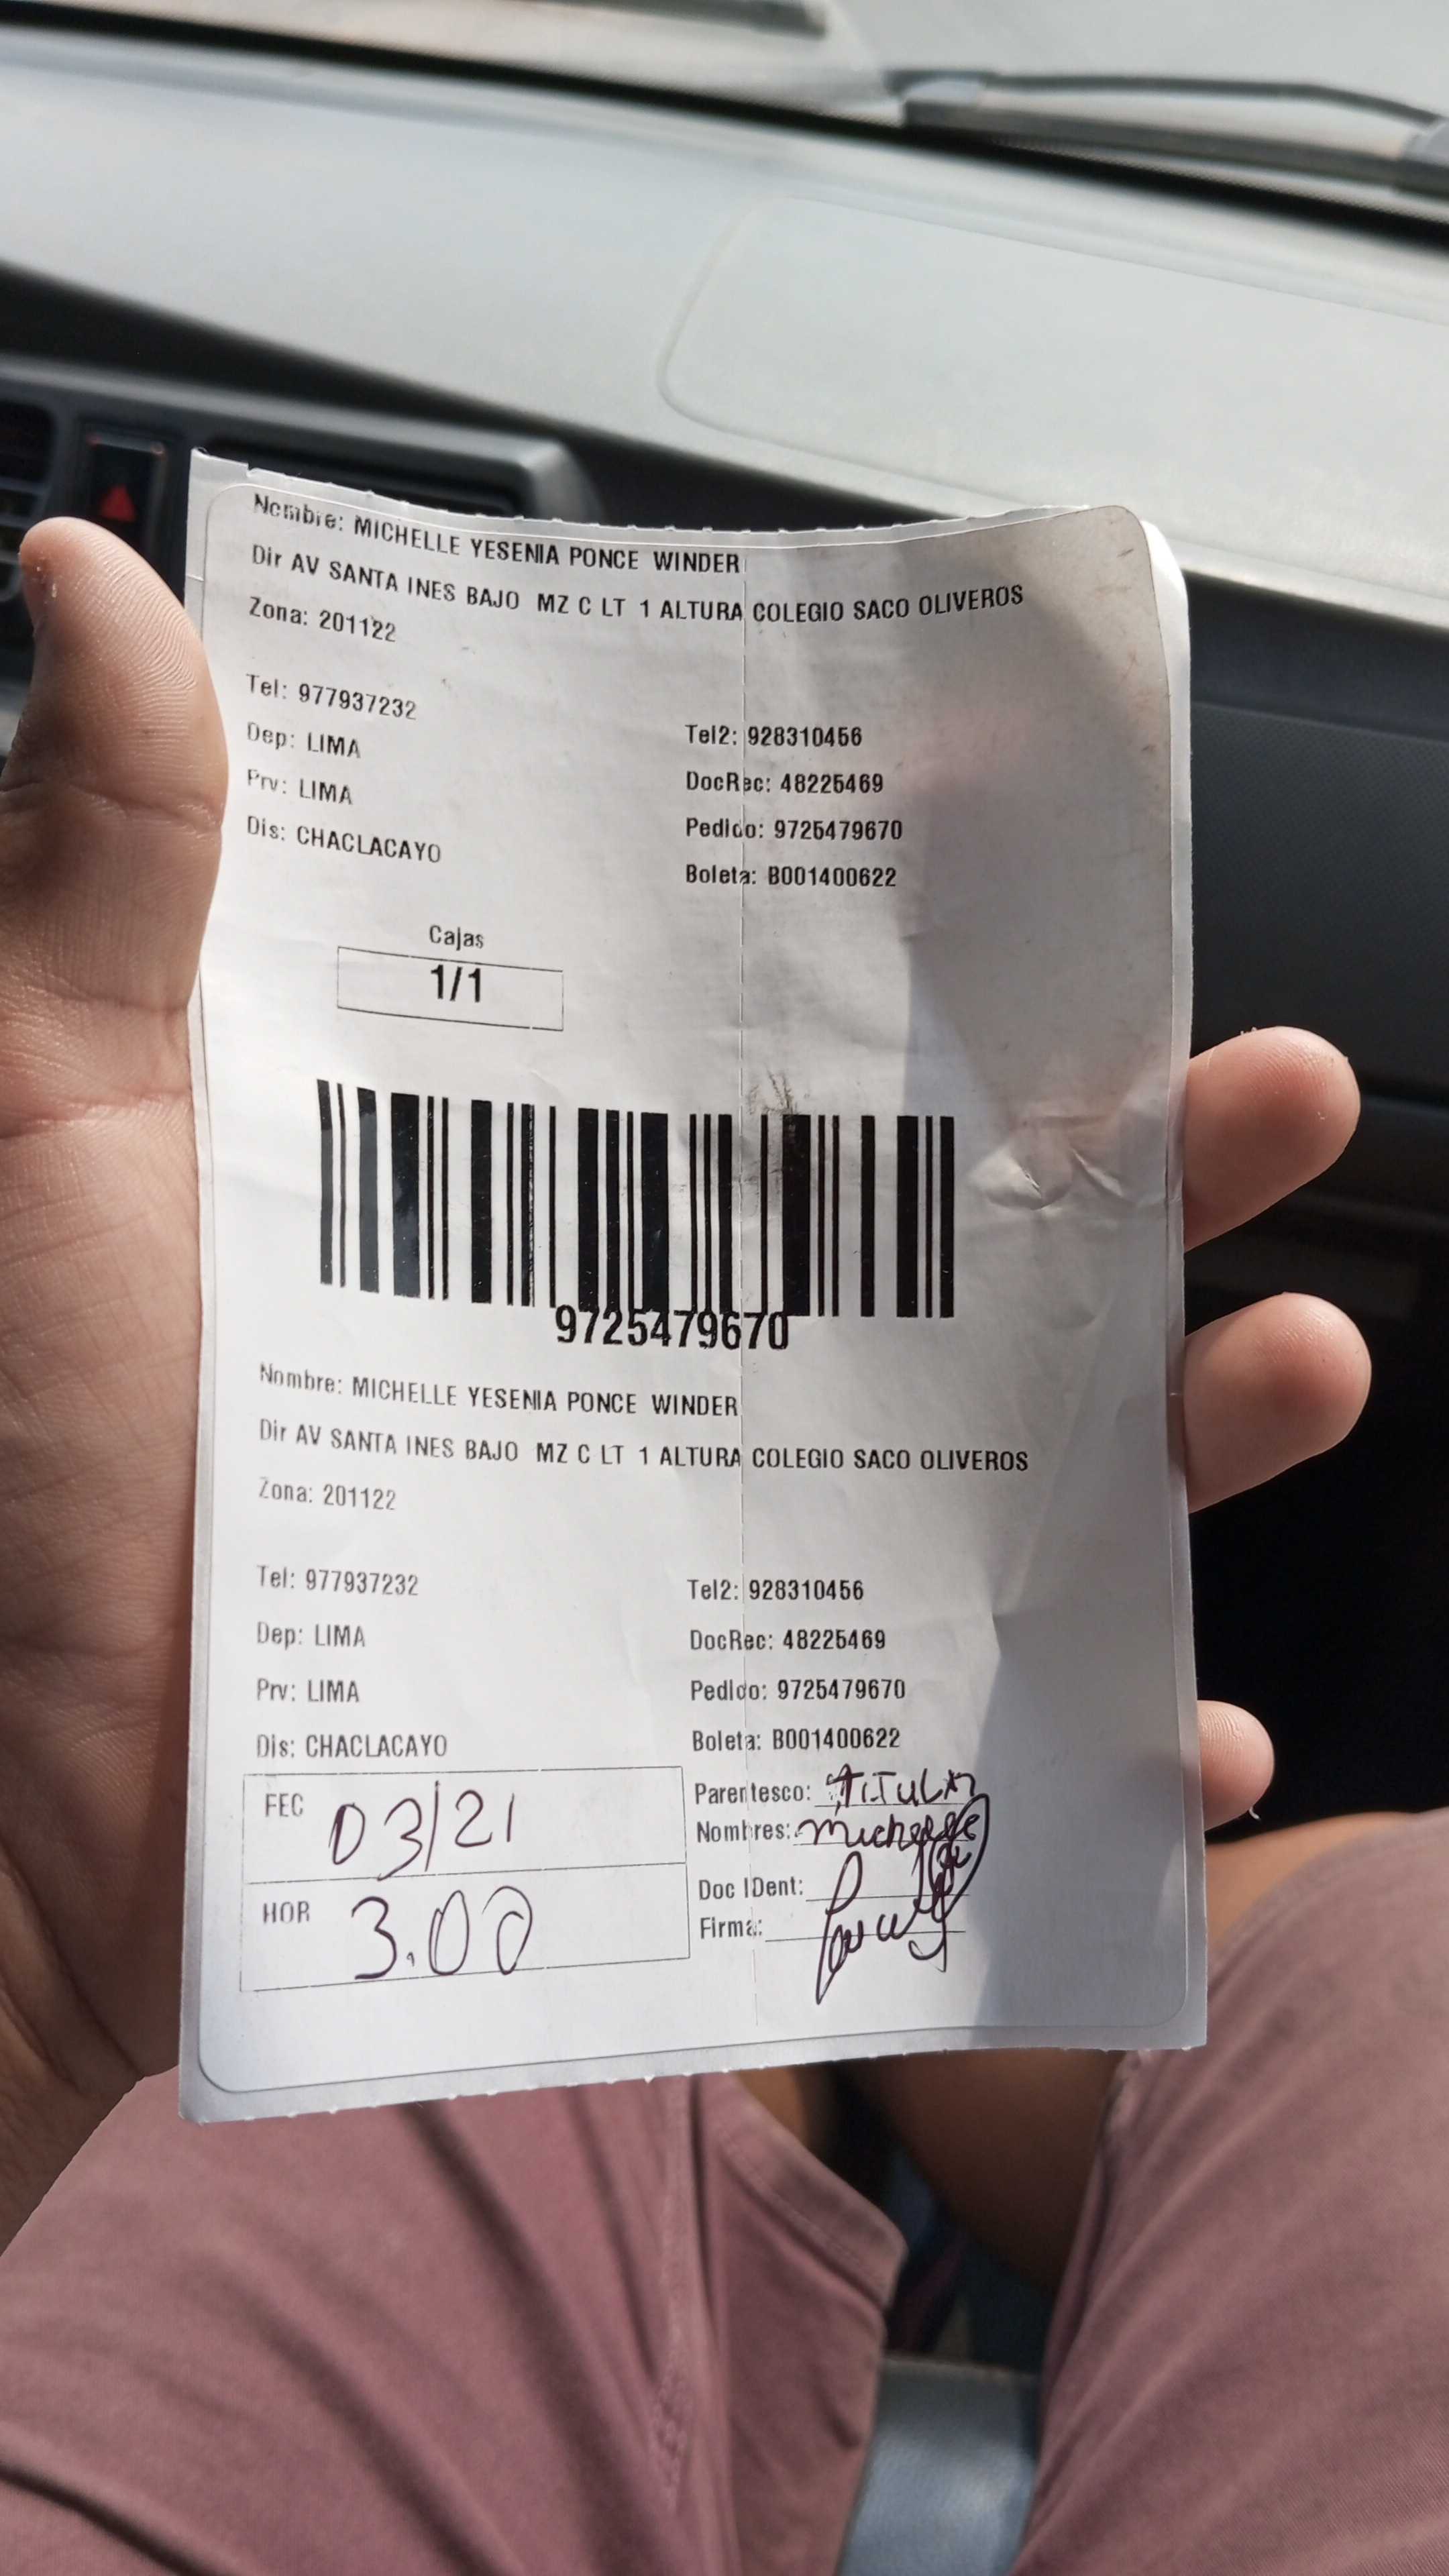 Nombre: MICHELLE YESENIA PONCE WINDER
Dir AV SANTA INES BAJO MZ C LT 1 ALTURA COLEGIO SACO OLIVEROS
Zona: 201122
Tel: 977937232
Tel2: 928310456
Dep: LIMA
DocRec: 48225469
Prv: LIMA
Pedido: 9725479670
Dis: CHACLACAYO
Boleta: B001400622
Cajas
1/1
9725479670
Nombre: MICHELLE YESENIA PONCE WINDER
Dir AV SANTA INES BAJO MZ C LT 1 ALTURA COLEGIO SACO OLIVEROS
Zona: 201122
Tel: 977937232
Tel2: 928310456
Dep: LIMA
DocRec: 48225469
Prv: LIMA
Pedido: 9725479670
Dis: CHACLACAYO
Boleta: B001400622
FEC 03/21
Parentesco: TITULAR
Nombres: Michelle
HOR 3.00
Doc IDent:
Firma: